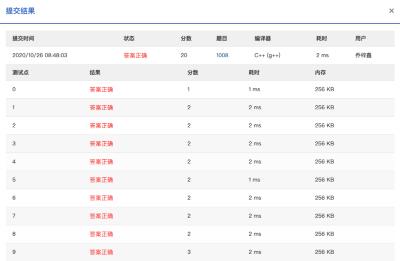 提交结果 ×
提交时间 状态 分数 题目 编译器 耗时 用户
2020/10/26 08:48:03 答案正确 20 1008 C++ (g++) 2 ms 乔梓鑫
测试点 结果 分数 耗时 内存
0 答案正确 1 1 ms 256 KB
1 答案正确 2 2 ms 256 KB
2 答案正确 2 2 ms 256 KB
3 答案正确 2 2 ms 256 KB
4 答案正确 2 2 ms 256 KB
5 答案正确 2 1 ms 256 KB
6 答案正确 2 2 ms 256 KB
7 答案正确 2 2 ms 256 KB
8 答案正确 2 2 ms 256 KB
9 答案正确 3 2 ms 256 KB